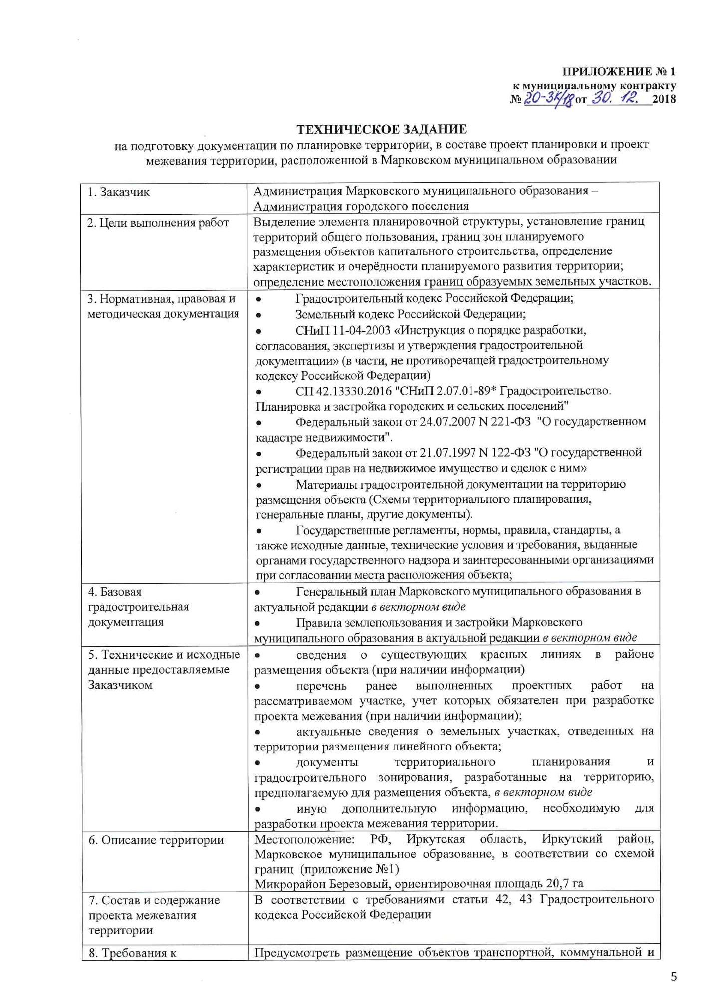 ПРИЛОЖЕНИЕ № 1
к муниципальному контракту
№ 20-ЭК/18 от 30. 12. 2018
ТЕХНИЧЕСКОЕ ЗАДАНИЕ
на подготовку документации по планировке территории, в составе проект планировки и проект
межевания территории, расположенной в Марковском муниципальном образовании
1. Заказчик
Администрация Марковского муниципального образования –
Администрация городского поселения
2. Цели выполнения работ
Выделение элемента планировочной структуры, установление границ
территорий общего пользования, границ зон планируемого
размещения объектов капитального строительства, определение
характеристик и очерёдности планируемого развития территории;
определение местоположения границ образуемых земельных участков.
3. Нормативная, правовая и
методическая документация
• Градостроительный кодекс Российской Федерации;
• Земельный кодекс Российской Федерации;
• СНиП 11-04-2003 «Инструкция о порядке разработки,
согласования, экспертизы и утверждения градостроительной
документации» (в части, не противоречащей градостроительному
кодексу Российской Федерации)
• СП 42.13330.2016 "СНиП 2.07.01-89* Градостроительство.
Планировка и застройка городских и сельских поселений"
• Федеральный закон от 24.07.2007 N 221-ФЗ "О государственном
кадастре недвижимости".
• Федеральный закон от 21.07.1997 N 122-ФЗ "О государственной
регистрации прав на недвижимое имущество и сделок с ним»
• Материалы градостроительной документации на территорию
размещения объекта (Схемы территориального планирования,
генеральные планы, другие документы).
• Государственные регламенты, нормы, правила, стандарты, а
также исходные данные, технические условия и требования, выданные
органами государственного надзора и заинтересованными организациями
при согласовании места расположения объекта;
4. Базовая
градостроительная
документация
• Генеральный план Марковского муниципального образования в
актуальной редакции в векторном виде
• Правила землепользования и застройки Марковского
муниципального образования в актуальной редакции в векторном виде
5. Технические и исходные
данные предоставляемые
Заказчиком
• сведения о существующих красных линиях в районе
размещения объекта (при наличии информации)
• перечень ранее выполненных проектных работ на
рассматриваемом участке, учет которых обязателен при разработке
проекта межевания (при наличии информации);
• актуальные сведения о земельных участках, отведенных на
территории размещения линейного объекта;
• документы территориального планирования и
градостроительного зонирования, разработанные на территорию,
предполагаемую для размещения объекта, в векторном виде
• иную дополнительную информацию, необходимую для
разработки проекта межевания территории.
6. Описание территории
Местоположение: РФ, Иркутская область, Иркутский район,
Марковское муниципальное образование, в соответствии со схемой
границ (приложение №1)
Микрорайон Березовый, ориентировочная площадь 20,7 га
7. Состав и содержание
проекта межевания
территории
В соответствии с требованиями статьи 42, 43 Градостроительного
кодекса Российской Федерации
8. Требования к
Предусмотреть размещение объектов транспортной, коммунальной и
5